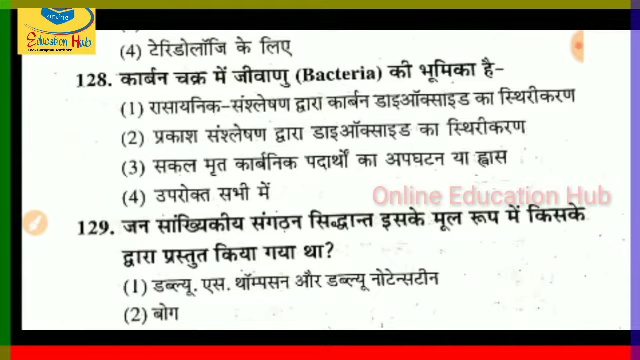 Education Hub
(4) टेरिडोलॉजि के लिए
128. कार्बन चक्र में जीवाणु (Bacteria) की भूमिका है-
(1) रासायनिक-संश्लेषण द्वारा कार्बन डाइऑक्साइड का स्थिरीकरण
(2) प्रकाश संश्लेषण द्वारा डाइऑक्साइड का स्थिरीकरण
(3) सकल मृत कार्बनिक पदार्थो का अपघटन या ह्रास
(4) उपरोक्त सभी में
Online Education Hub
129. जन सांख्यिकीय संगठन सिद्धान्त इसके मूल रूप में किसके
द्वारा प्रस्तुत किया गया था?
(1) डब्ल्यू. एस. थॉम्पसन और डब्ल्यू नोटेन्सटीन
(2) बोग